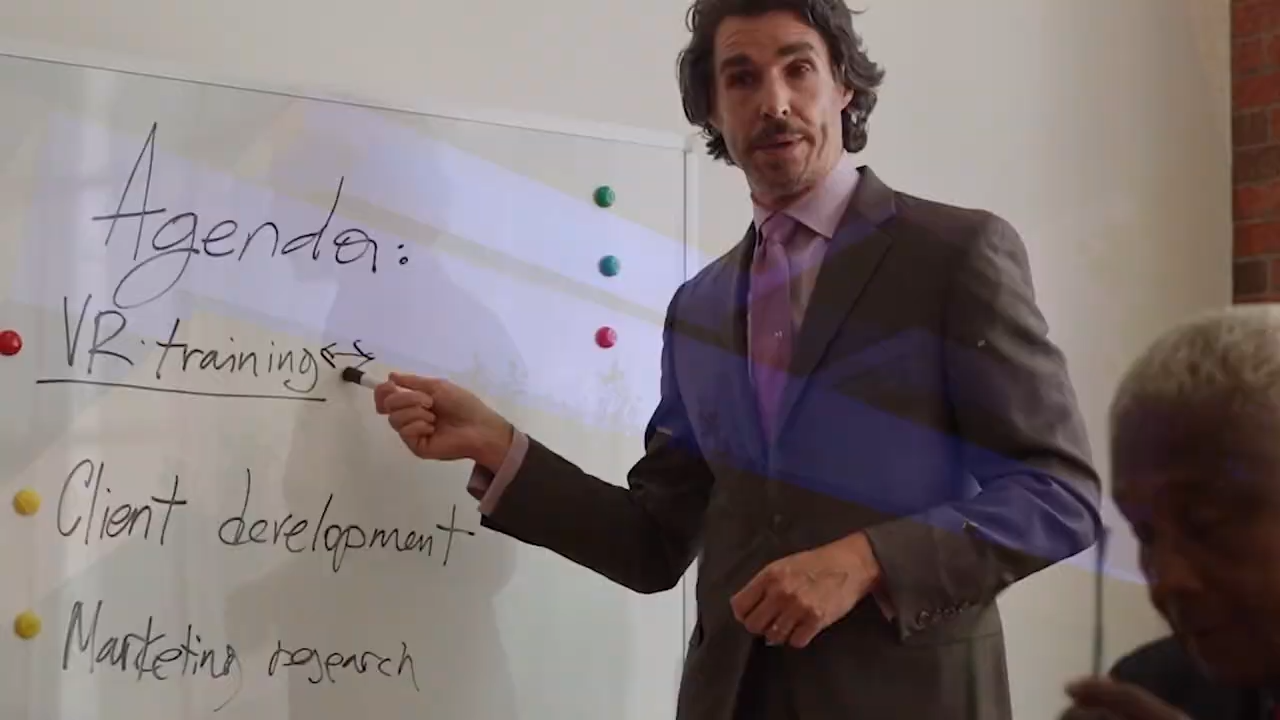 Agenda:
VR training
Client development
Marketing research